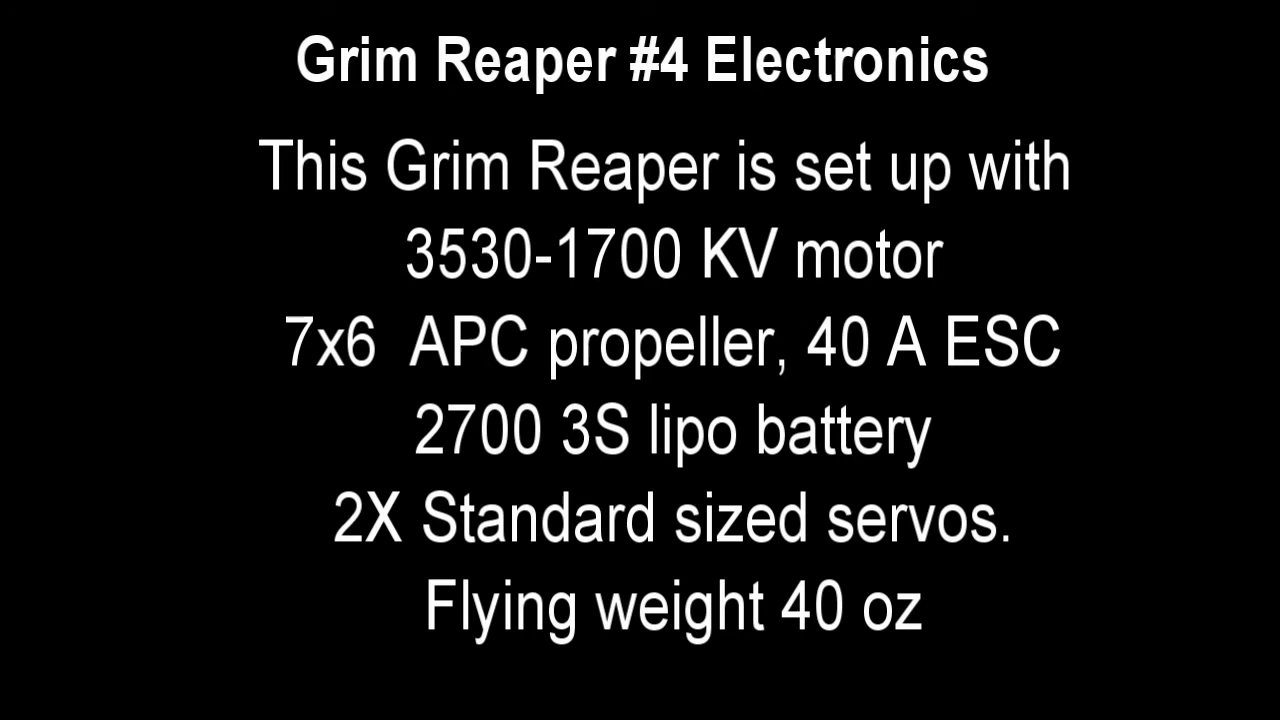 Grim Reaper #4 Electronics
This Grim Reaper is set up with
3530-1700 KV motor
7x6  APC propeller, 40 A ESC
2700 3S lipo battery
2X Standard sized servos.
Flying weight 40 oz